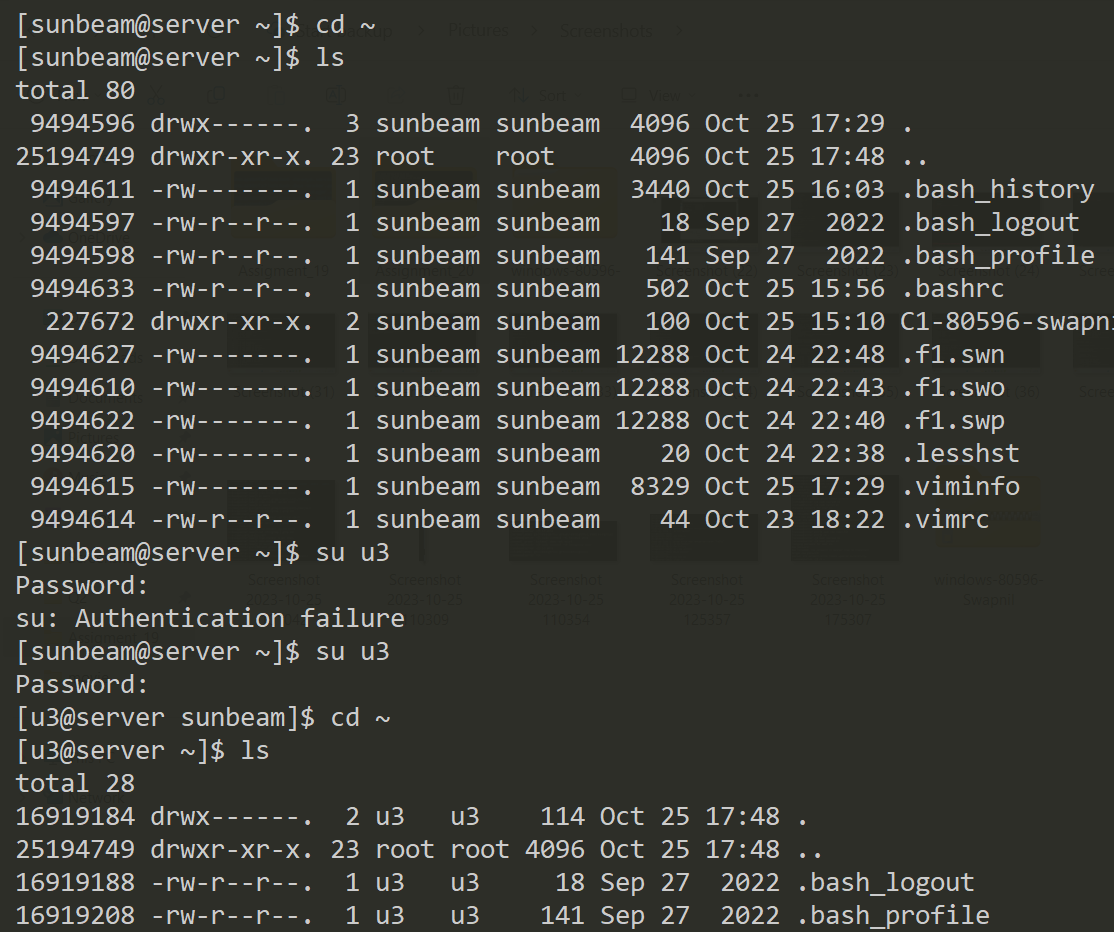 [sunbeam@server ~]$ cd ~
[sunbeam@server ~]$ ls
total 80
 9494596 drwx------.  3 sunbeam sunbeam  4096 Oct 25 17:29 .
25194749 drwxr-xr-x. 23 root    root     4096 Oct 25 17:48 ..
 9494611 -rw-------.  1 sunbeam sunbeam  3440 Oct 25 16:03 .bash_history
 9494597 -rw-r--r--.  1 sunbeam sunbeam    18 Sep 27  2022 .bash_logout
 9494598 -rw-r--r--.  1 sunbeam sunbeam   141 Sep 27  2022 .bash_profile
 9494633 -rw-r--r--.  1 sunbeam sunbeam   502 Oct 25 15:56 .bashrc
  227672 drwxr-xr-x.  2 sunbeam sunbeam   100 Oct 25 15:10 C1-80596-swapni
 9494627 -rw-------.  1 sunbeam sunbeam 12288 Oct 24 22:48 .f1.swn
 9494610 -rw-------.  1 sunbeam sunbeam 12288 Oct 24 22:43 .f1.swo
 9494622 -rw-------.  1 sunbeam sunbeam 12288 Oct 24 22:40 .f1.swp
 9494620 -rw-------.  1 sunbeam sunbeam    20 Oct 24 22:38 .lesshst
 9494615 -rw-------.  1 sunbeam sunbeam  8329 Oct 25 17:29 .viminfo
 9494614 -rw-r--r--.  1 sunbeam sunbeam    44 Oct 23 18:22 .vimrc
[sunbeam@server ~]$ su u3
Password:
su: Authentication failure
[sunbeam@server ~]$ su u3
Password:
[u3@server sunbeam]$ cd ~
[u3@server ~]$ ls
total 28
16919184 drwx------.  2 u3   u3    114 Oct 25 17:48 .
25194749 drwxr-xr-x. 23 root root 4096 Oct 25 17:48 ..
16919188 -rw-r--r--.  1 u3   u3     18 Sep 27  2022 .bash_logout
16919208 -rw-r--r--.  1 u3   u3    141 Sep 27  2022 .bash_profile